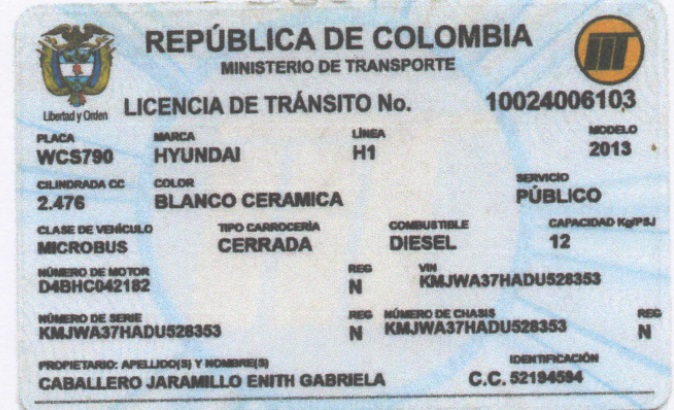 REPÚBLICA DE COLOMBIA
MINISTERIO DE TRANSPORTE
Libertad y Orden
LICENCIA DE TRÁNSITO No. 10024006103
PLACA MARCA LÍNEA MODELO
WCS790 HYUNDAI H1 2013
CILINDRADA CC COLOR SERVICIO
2.476 BLANCO CERAMICA PÚBLICO
CLASE DE VEHÍCULO TIPO CARROCERÍA COMBUSTIBLE CAPACIDAD Kg/PSJ
MICROBUS CERRADA DIESEL 12
NÚMERO DE MOTOR REG VIN
D4BHC042182 N KMJWA37HADU528353
NÚMERO DE SERIE REG NÚMERO DE CHASIS REG
KMJWA37HADU528353 N KMJWA37HADU528353 N
PROPIETARIO: APELLIDO(S) Y NOMBRE(S) IDENTIFICACIÓN
CABALLERO JARAMILLO ENITH GABRIELA C.C. 52194594